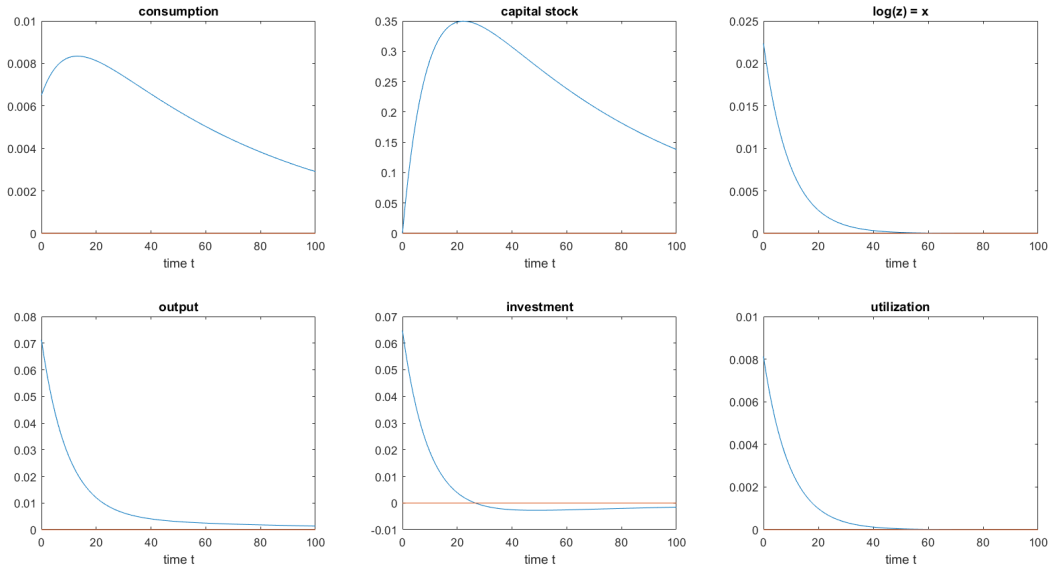 consumption
0.01
0.008
0.006
0.004
0.002
0
0 20 40 60 80 100
time t
capital stock
0.35
0.3
0.25
0.2
0.15
0.1
0.05
0
0 20 40 60 80 100
time t
log(z) = x
0.025
0.02
0.015
0.01
0.005
0
0 20 40 60 80 100
time t
output
0.08
0.07
0.06
0.05
0.04
0.03
0.02
0.01
0
0 20 40 60 80 100
time t
investment
0.07
0.06
0.05
0.04
0.03
0.02
0.01
0
-0.01
0 20 40 60 80 100
time t
utilization
0.01
0.008
0.006
0.004
0.002
0
0 20 40 60 80 100
time t